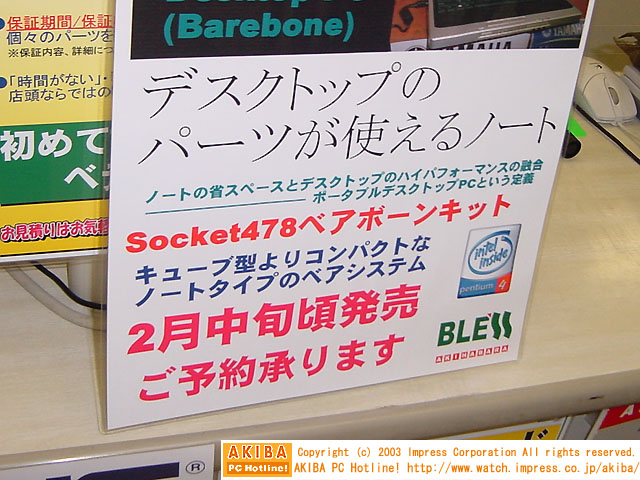 (Barebone)
YAMAHA
デスクトップの
パーツが使えるノート
ノートの省スペースとデスクトップのハイパフォーマンスの融合
ポータブルデスクトップPCという定義
Socket478ベアボーンキット
キューブ型よりコンパクトな
ノートタイプのベアシステム
2月中旬頃発売
ご予約承ります
intel
inside
pentium 4
BLESS
AKIHABARA
●保証期間/保証
個々のパーツを
※保証内容、詳細に
●「時間がない」・
店頭ならではの
初めて
ベ
お見積りはお気軽
®
AKIBA
PC Hotline!
Copyright (c) 2003 Impress Corporation All rights reserved.
AKIBA PC Hotline! http://www.watch.impress.co.jp/akiba/